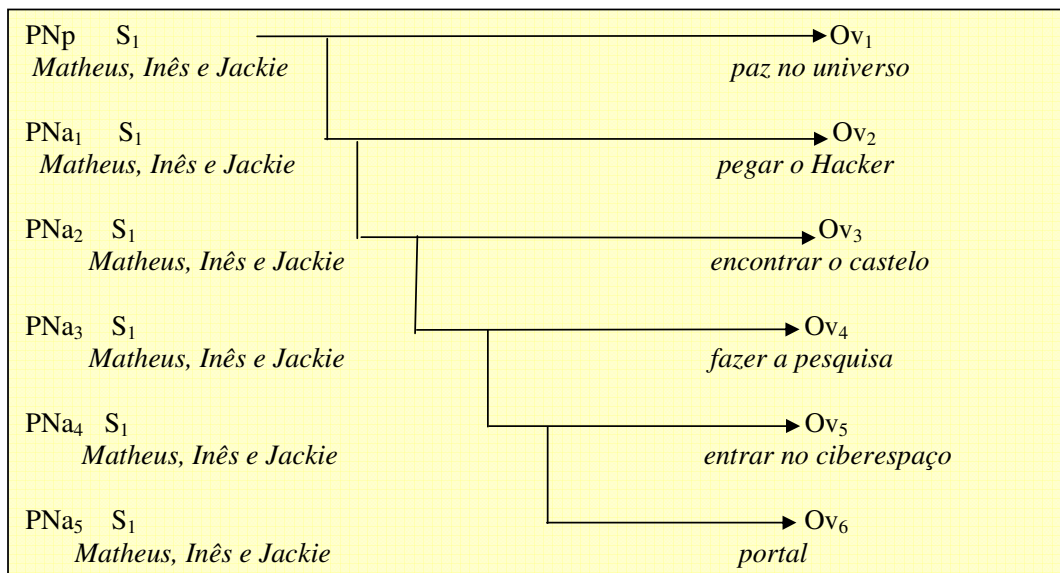 PNp S₁ Ov₁
Matheus, Inês e Jackie paz no universo
PNa₁ S₁ Ov₂
Matheus, Inês e Jackie pegar o Hacker
PNa₂ S₁ Ov₃
Matheus, Inês e Jackie encontrar o castelo
PNa₃ S₁ Ov₄
Matheus, Inês e Jackie fazer a pesquisa
PNa₄ S₁ Ov₅
Matheus, Inês e Jackie entrar no ciberespaço
PNa₅ S₁ Ov₆
Matheus, Inês e Jackie portal